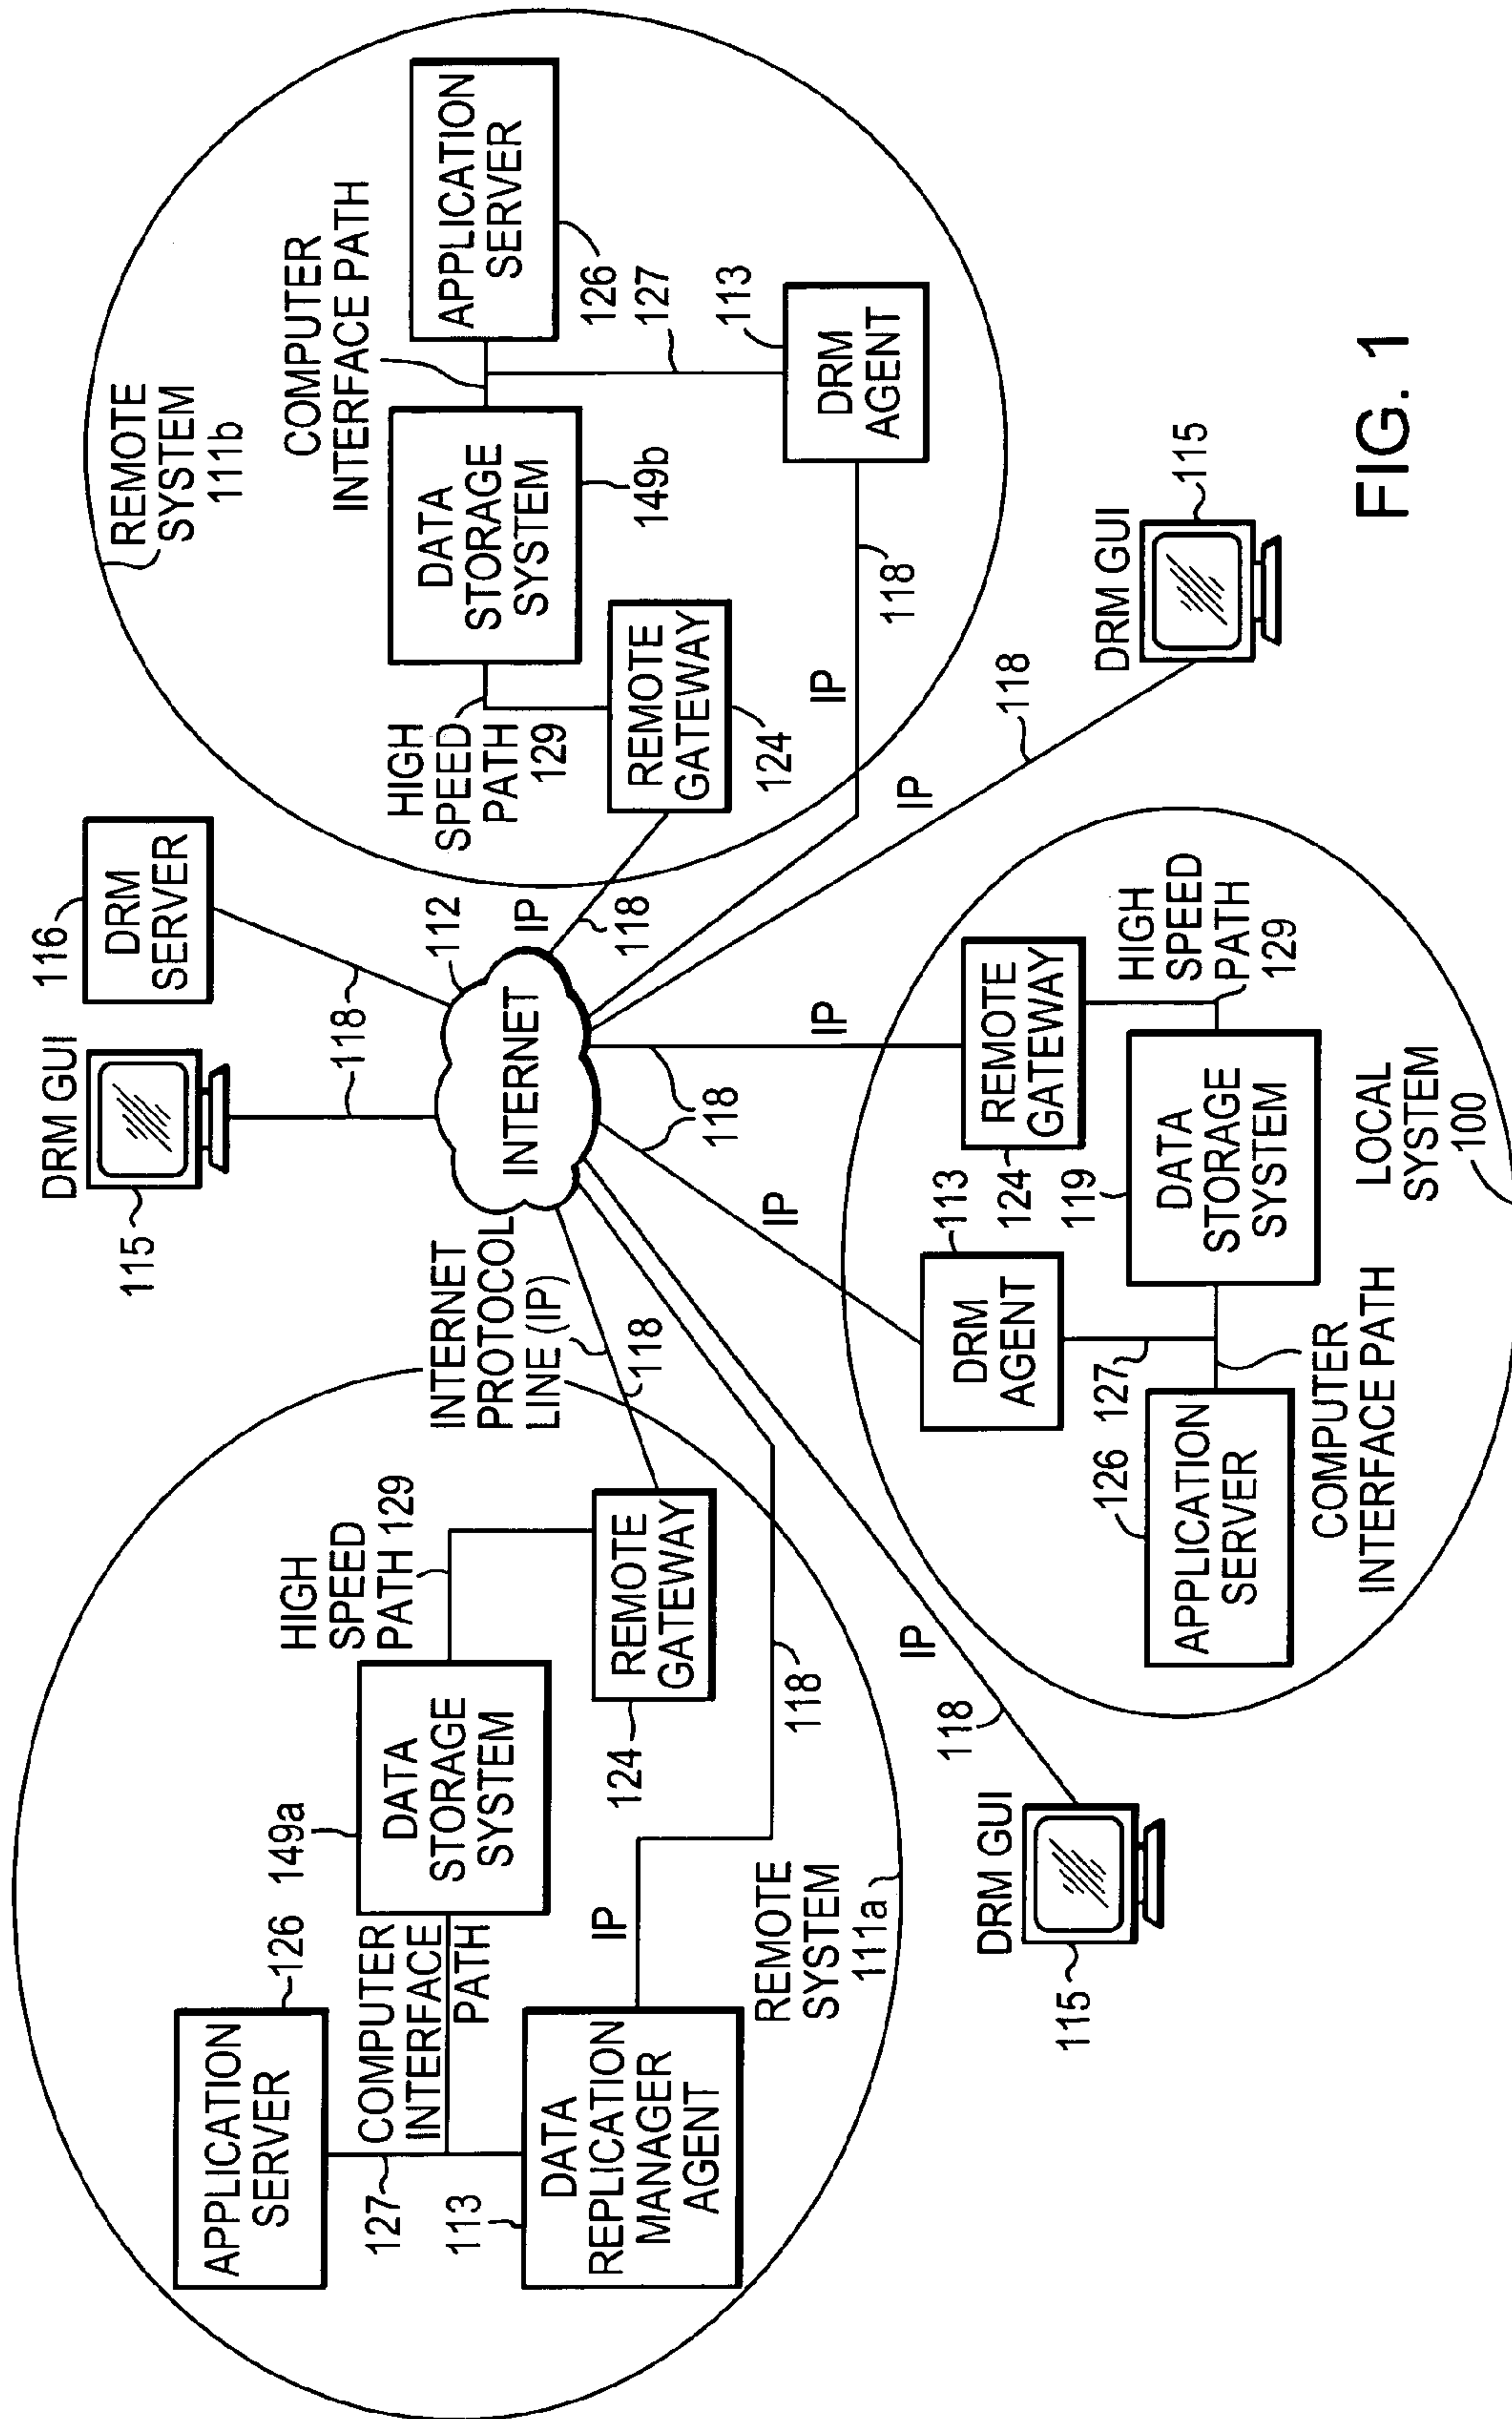 DRM GUI
115
118
116
DRM
SERVER
112
INTERNET
REMOTE
SYSTEM
111b
COMPUTER
INTERFACE PATH
APPLICATION
SERVER
126
127
DATA
STORAGE
SYSTEM
149b
113
DRM
AGENT
HIGH
SPEED
PATH
129
REMOTE
GATEWAY
124
IP
118
IP
118
IP
118
DRM GUI
115
APPLICATION
SERVER
126
149a
DATA
STORAGE
SYSTEM
HIGH
SPEED
PATH 129
COMPUTER
INTERFACE
PATH
127
113
DATA
REPLICATION
MANAGER
AGENT
REMOTE
GATEWAY
124
INTERNET
PROTOCOL
LINE (IP)
118
IP
118
REMOTE
SYSTEM
111a
DRM GUI
115
118
IP
118
IP
IP
113
DRM
AGENT
124
REMOTE
GATEWAY
HIGH
SPEED
PATH
129
119
DATA
STORAGE
SYSTEM
127
126
APPLICATION
SERVER
COMPUTER
INTERFACE PATH
LOCAL
SYSTEM
100
FIG. 1